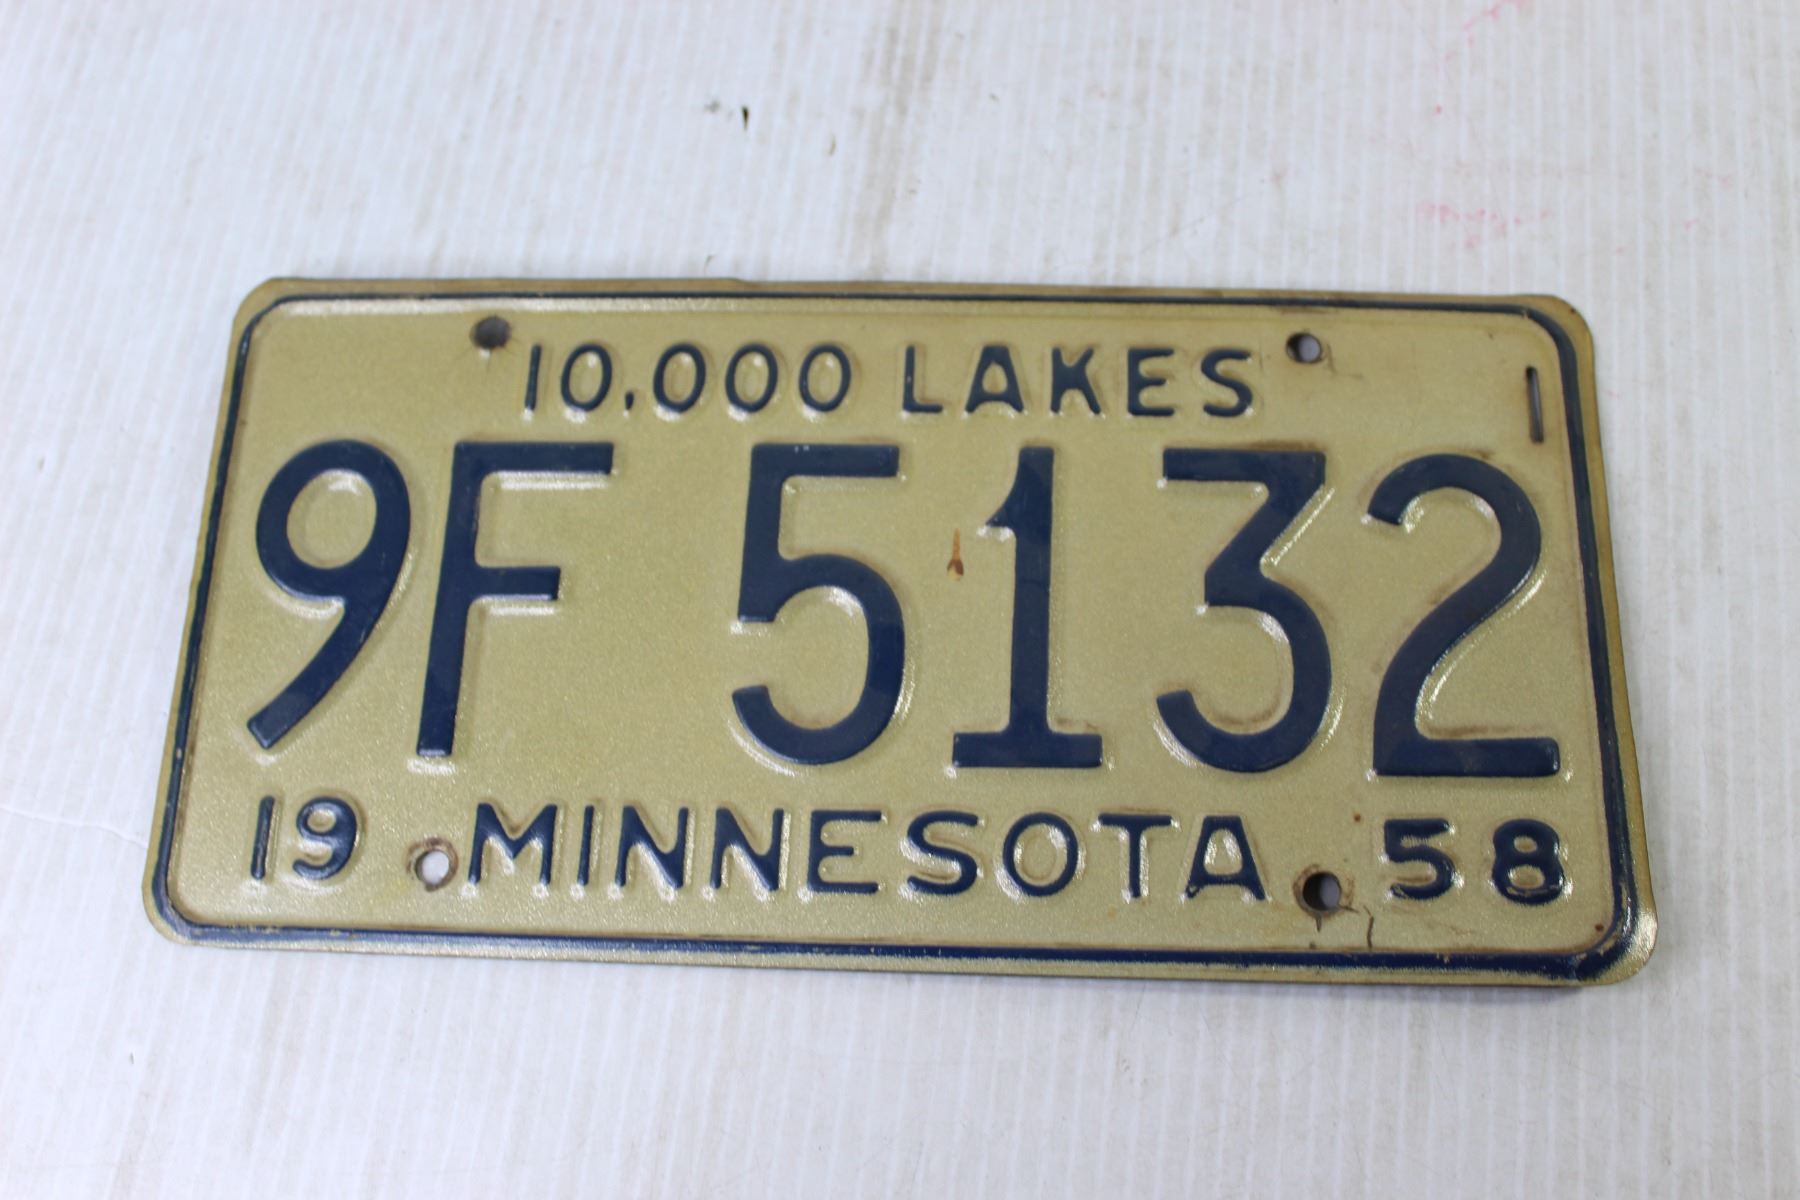 10,000 LAKES
9F 5132
19 MINNESOTA 58